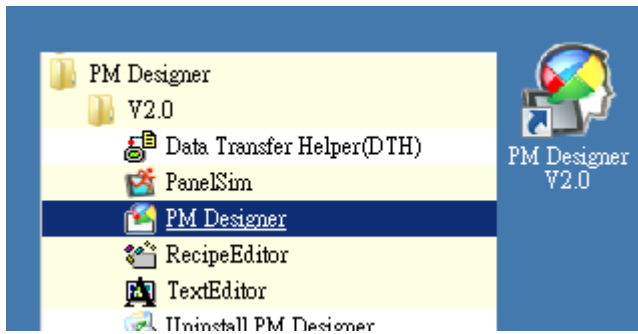 PM Designer
V2.0
Data Transfer Helper(DTH)
PanelSim
PM Designer
RecipeEditor
TextEditor
Uninstall PM Designer
PM Designer
V2.0